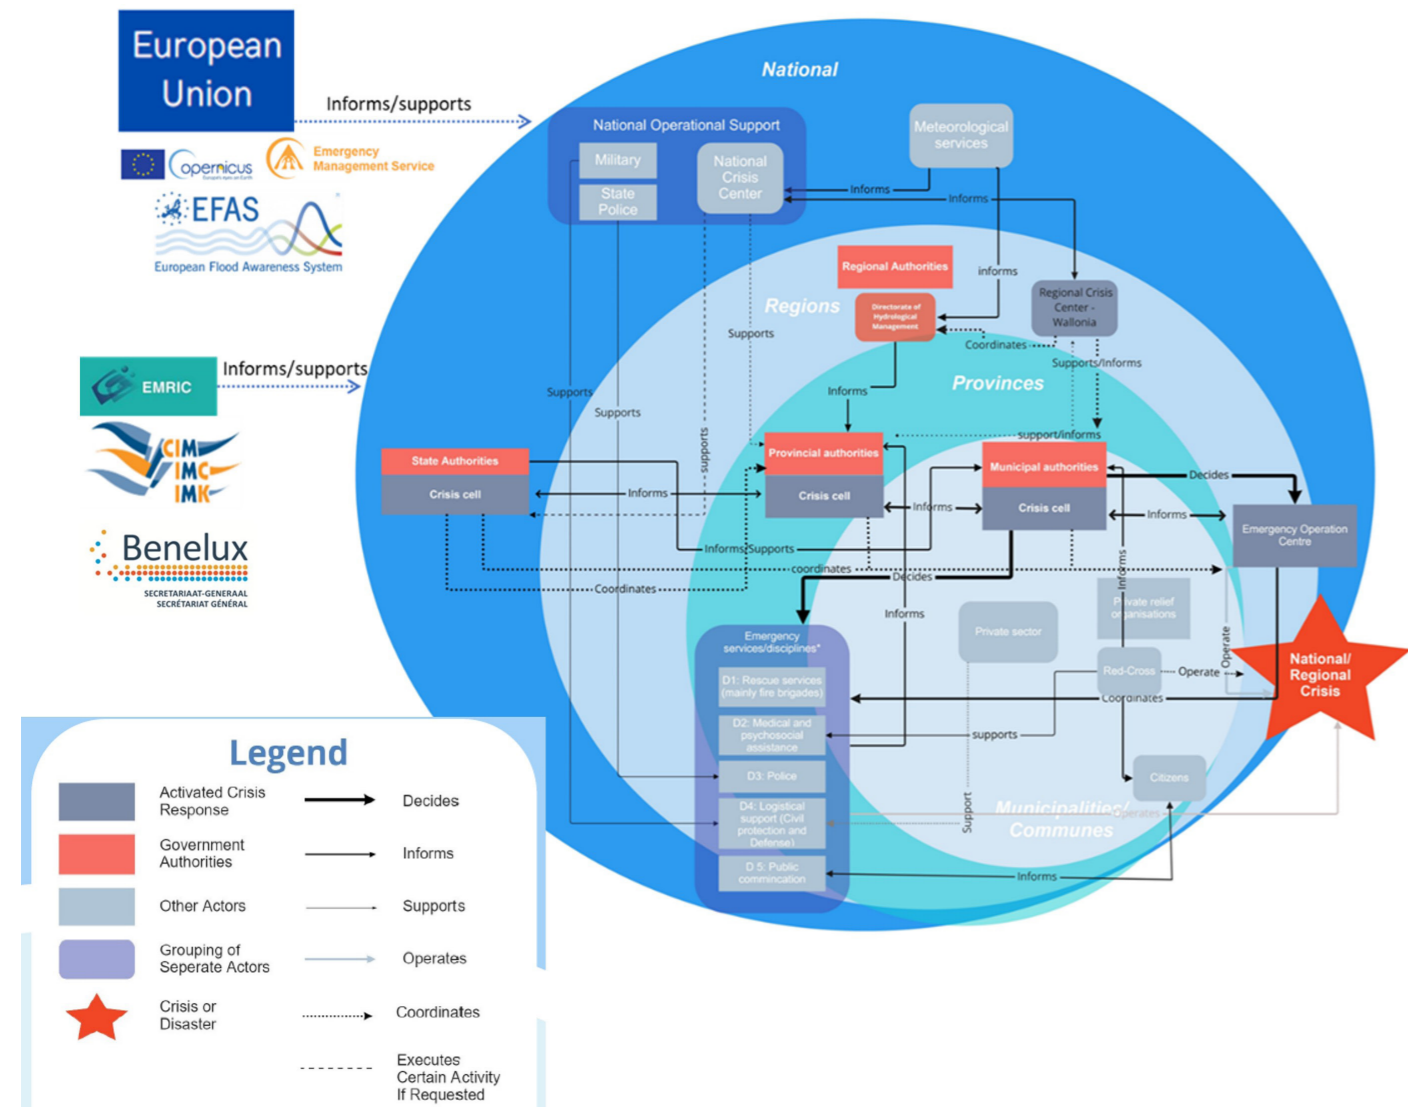 European
Union
Informs/supports
opernicus
Europe's eyes on Earth
Emergency
Management Service
EFAS
European Flood Awareness System
EMRIC
Informs/supports
CIM
IMC
IMK
Benelux
SECRETARIAAT-GENERAAL
SECRÉTARIAT GÉNÉRAL
National
National Operational Support
Military
State
Police
National
Crisis
Center
Meteorological
services
Informs
Informs
informs
Regions
Regional Authorities
Directorate of
Hydrological
Management
Regional Crisis
Center -
Wallonia
Coordinates
Supports/Informs
Supports
Supports
Supports
supports
Provinces
Informs
support/informs
State Authorities
Crisis cell
Informs
Provincial authorities
Crisis cell
Informs
Municipal authorities
Crisis cell
Decides
Informs
Emergency Operation
Centre
Informs/Supports
coordinates
Coordinates
Decides
Informs
Informs
Emergency
services/disciplines*
D1: Rescue services
(mainly fire brigades)
D2: Medical and
psychosocial
assistance
D3: Police
D4: Logistical
support (Civil
protection and
Defense)
D 5: Public
commincation
Private sector
Private relief
organisations
Red-Cross
Operate
Operate
Coordinates
supports
Support
Citizens
Municipalities/
Communes
Operates
Informs
National/
Regional
Crisis
Legend
Activated Crisis
Response
Decides
Government
Authorities
Informs
Other Actors
Supports
Grouping of
Seperate Actors
Operates
Crisis or
Disaster
Coordinates
Executes
Certain Activity
If Requested